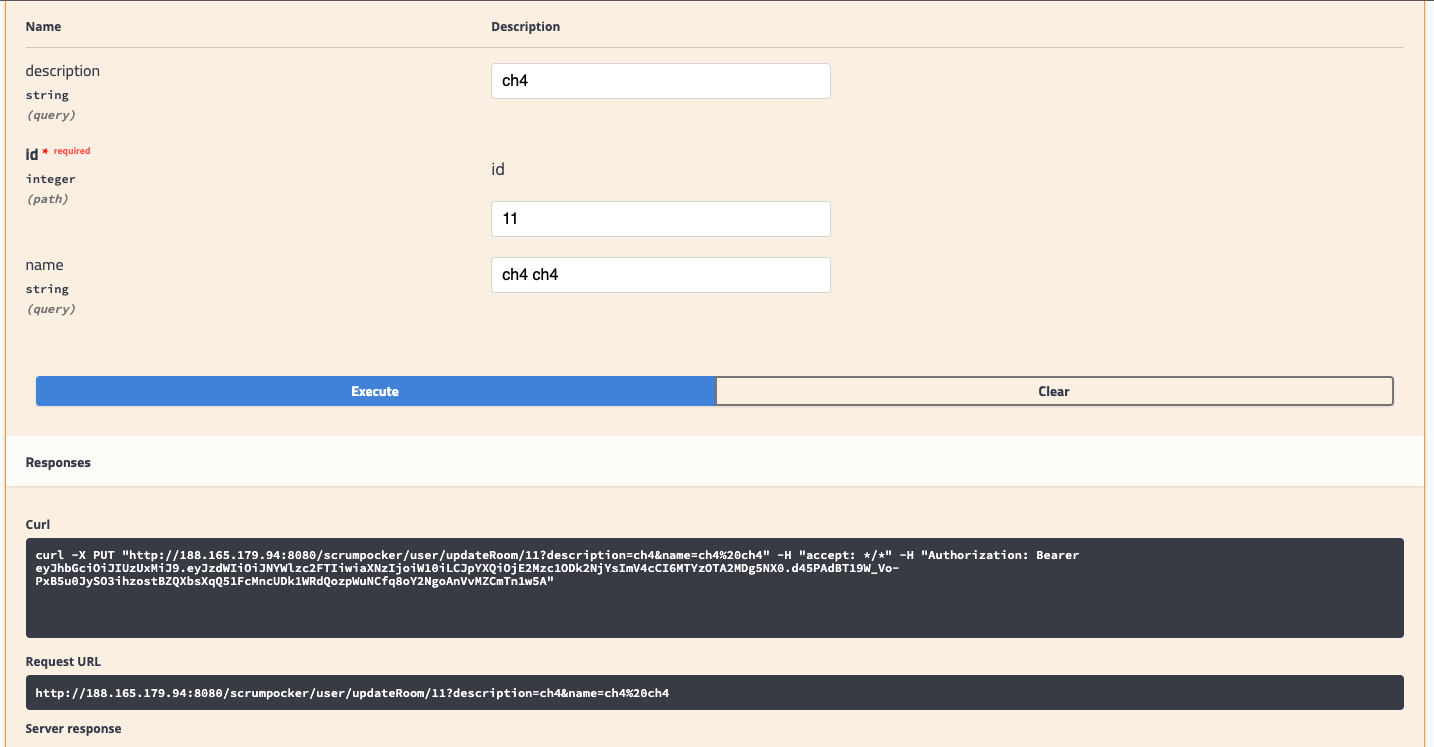 Name Description
description ch4
string
(query)
id * required
id
integer
(path)
11
name ch4 ch4
string
(query)
Execute Clear
Responses
Curl
curl -X PUT "http://188.165.179.94:8080/scrumpocker/user/updateRoom/11?description=ch4&name=ch4%20ch4" -H "accept: */*" -H "Authorization: Bearer
eyJhbGciOiJIUzUxMiJ9.eyJzdWIiOiJNYWlzc2FTIiwiaXNzIjoiW10iLCJpYXQiOjE2Mzc1ODk2NjYsImV4cCI6MTYzOTA2MDg5NX0.d45PAdBT19W_Vo-
PxB5u0JySO3ihzostBZQXbsXqQ51FcMncUDk1WRdQozpWuNCfq8oY2NgoAnVvMZCmTn1w5A"
Request URL
http://188.165.179.94:8080/scrumpocker/user/updateRoom/11?description=ch4&name=ch4%20ch4
Server response